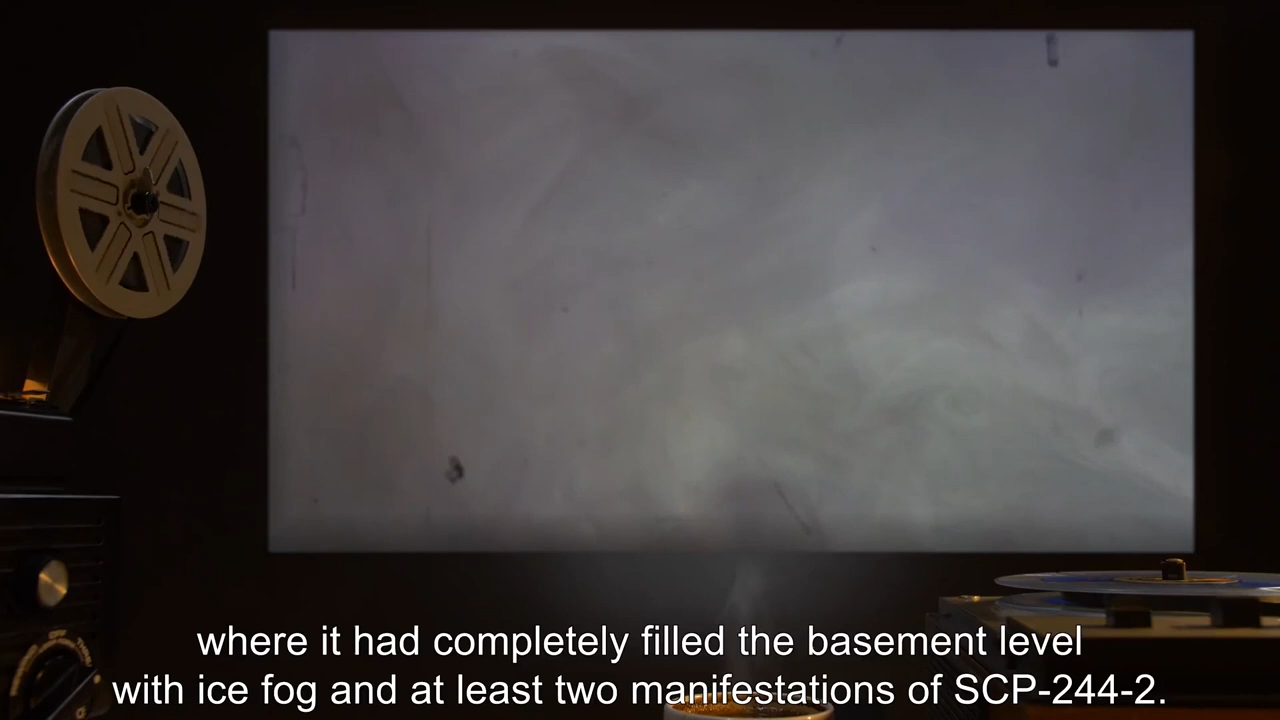 where it had completely filled the basement level
with ice fog and at least two manifestations of SCP-244-2.